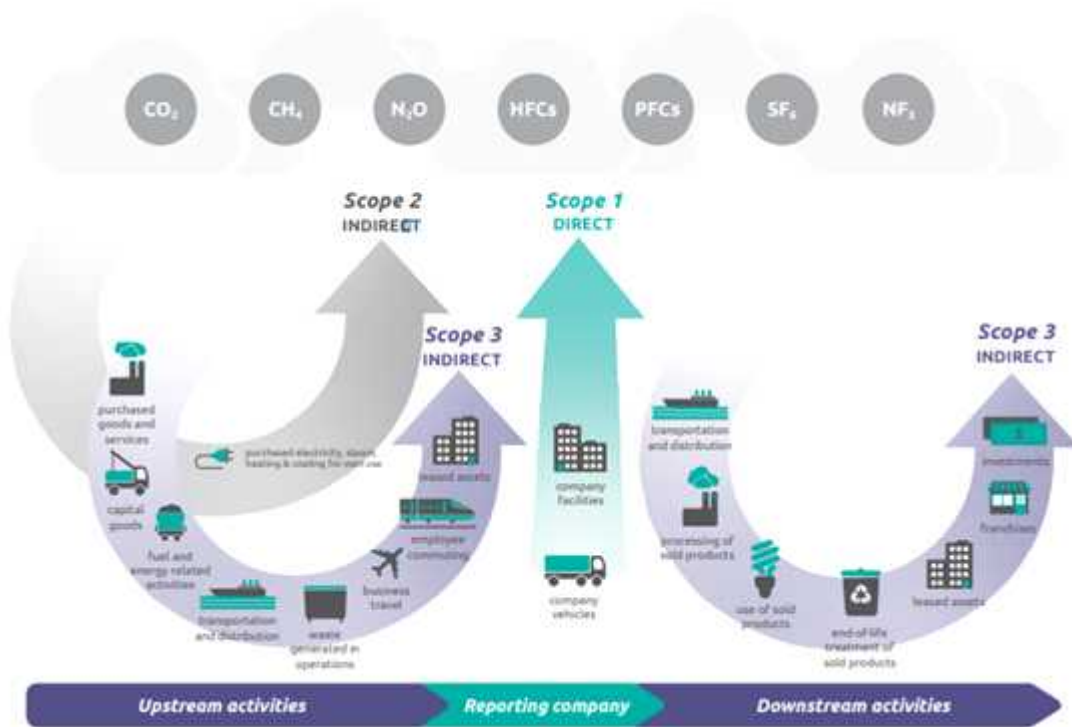 CO₂ CH₄ N₂O HFCs PFCs SF₆ NF₃
Scope 2
INDIRECT
Scope 1
DIRECT
Scope 3
INDIRECT
Scope 3
INDIRECT
purchased
goods and
services
capital
goods
fuel and
energy related
activities
transportation
and distribution
waste
generated in
operations
business
travel
employee
commuting
leased assets
purchased electricity, steam,
heating & cooling for own use
company
facilities
company
vehicles
transportation
and distribution
processing of
sold products
use of sold
products
end-of-life
treatment of
sold products
leased assets
franchises
investments
$
Upstream activities
Reporting company
Downstream activities